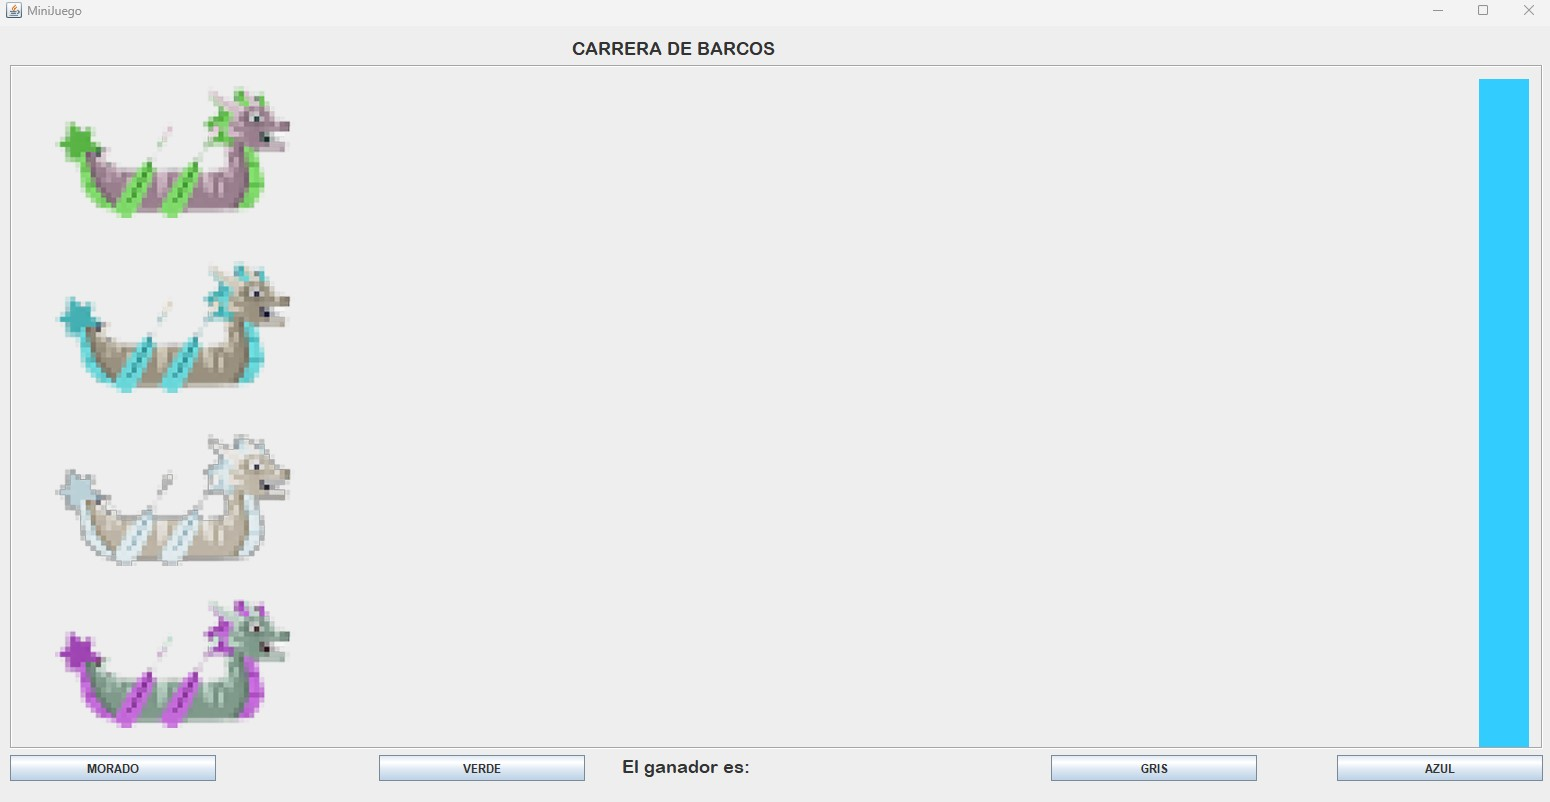 MiniJuego
CARRERA DE BARCOS
MORADO
VERDE
El ganador es:
GRIS
AZUL